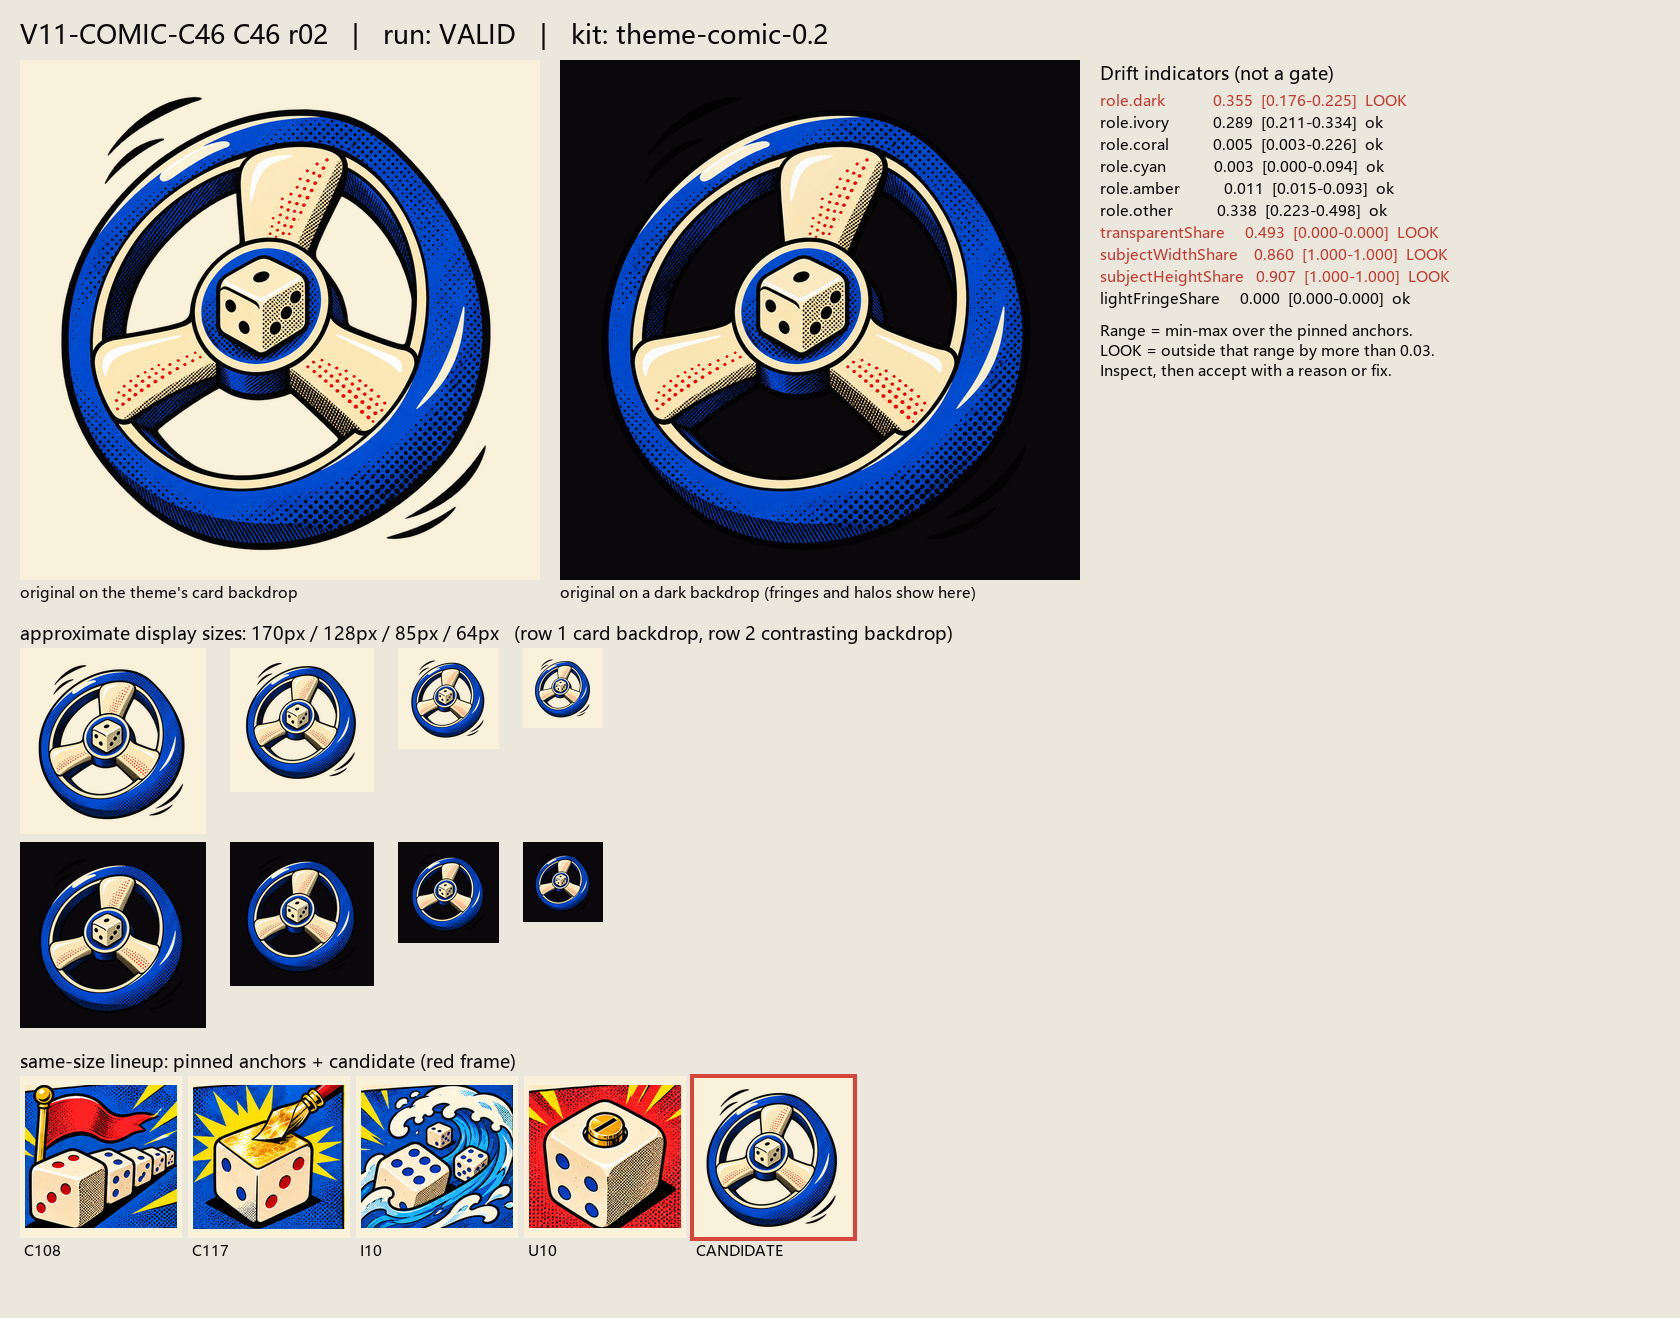 V11-COMIC-C46 C46 r02   |   run: VALID   |   kit: theme-comic-0.2
Drift indicators (not a gate)
role.dark 0.355 [0.176-0.225] LOOK
role.ivory 0.289 [0.211-0.334] ok
role.coral 0.005 [0.003-0.226] ok
role.cyan 0.003 [0.000-0.094] ok
role.amber 0.011 [0.015-0.093] ok
role.other 0.338 [0.223-0.498] ok
transparentShare 0.493 [0.000-0.000] LOOK
subjectWidthShare 0.860 [1.000-1.000] LOOK
subjectHeightShare 0.907 [1.000-1.000] LOOK
lightFringeShare 0.000 [0.000-0.000] ok
Range = min-max over the pinned anchors.
LOOK = outside that range by more than 0.03.
Inspect, then accept with a reason or fix.
original on the theme's card backdrop
original on a dark backdrop (fringes and halos show here)
approximate display sizes: 170px / 128px / 85px / 64px   (row 1 card backdrop, row 2 contrasting backdrop)
same-size lineup: pinned anchors + candidate (red frame)
C108
C117
I10
U10
CANDIDATE